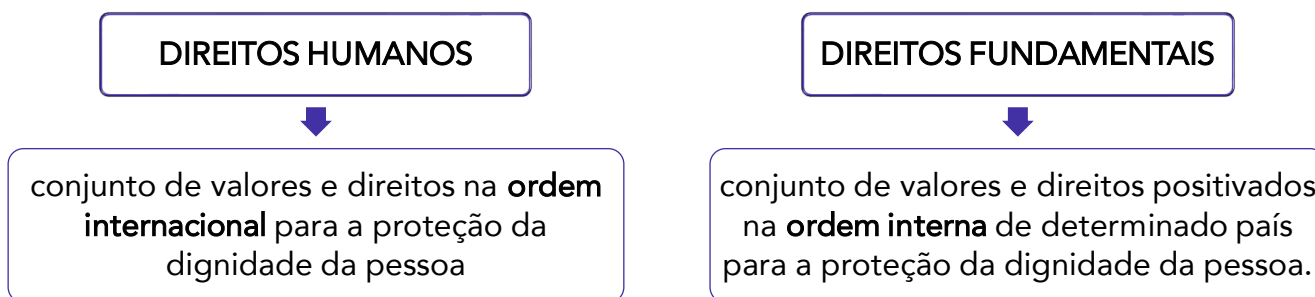 DIREITOS HUMANOS
conjunto de valores e direitos na ordem
internacional para a proteção da
dignidade da pessoa
DIREITOS FUNDAMENTAIS
conjunto de valores e direitos positivados
na ordem interna de determinado país
para a proteção da dignidade da pessoa.